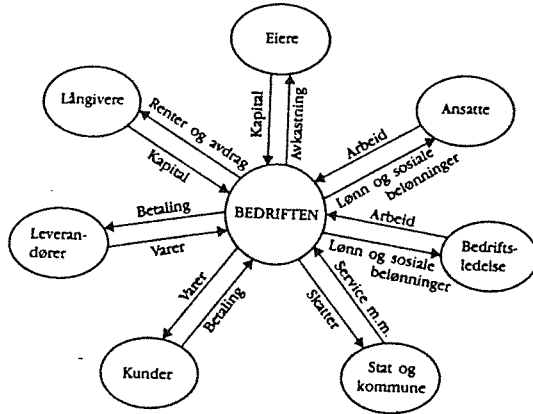 Eiere
Långivere
Renter og avdrag
Kapital
Kapital
Avkastning
Ansatte
Arbeid
Lønn og sosiale
belønninger
BEDRIFTEN
Betaling
Varer
Leveran-
dører
Arbeid
Lønn og sosiale
belønninger
Bedrifts-
ledelse
Varer
Betaling
Kunder
Service m.m.
Skatter
Stat og
kommune